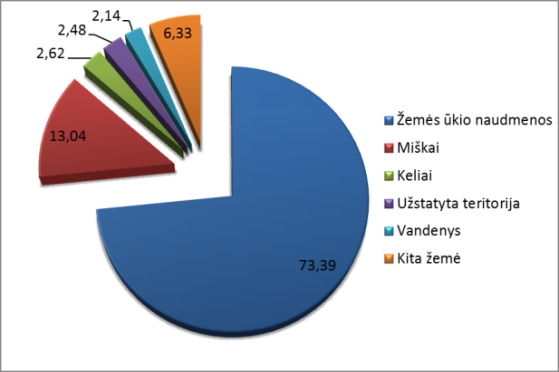 2,14
6,33
2,48
2,62
13,04
73,39
Žemės ūkio naudmenos
Miškai
Keliai
Užstatyta teritorija
Vandenys
Kita žemė